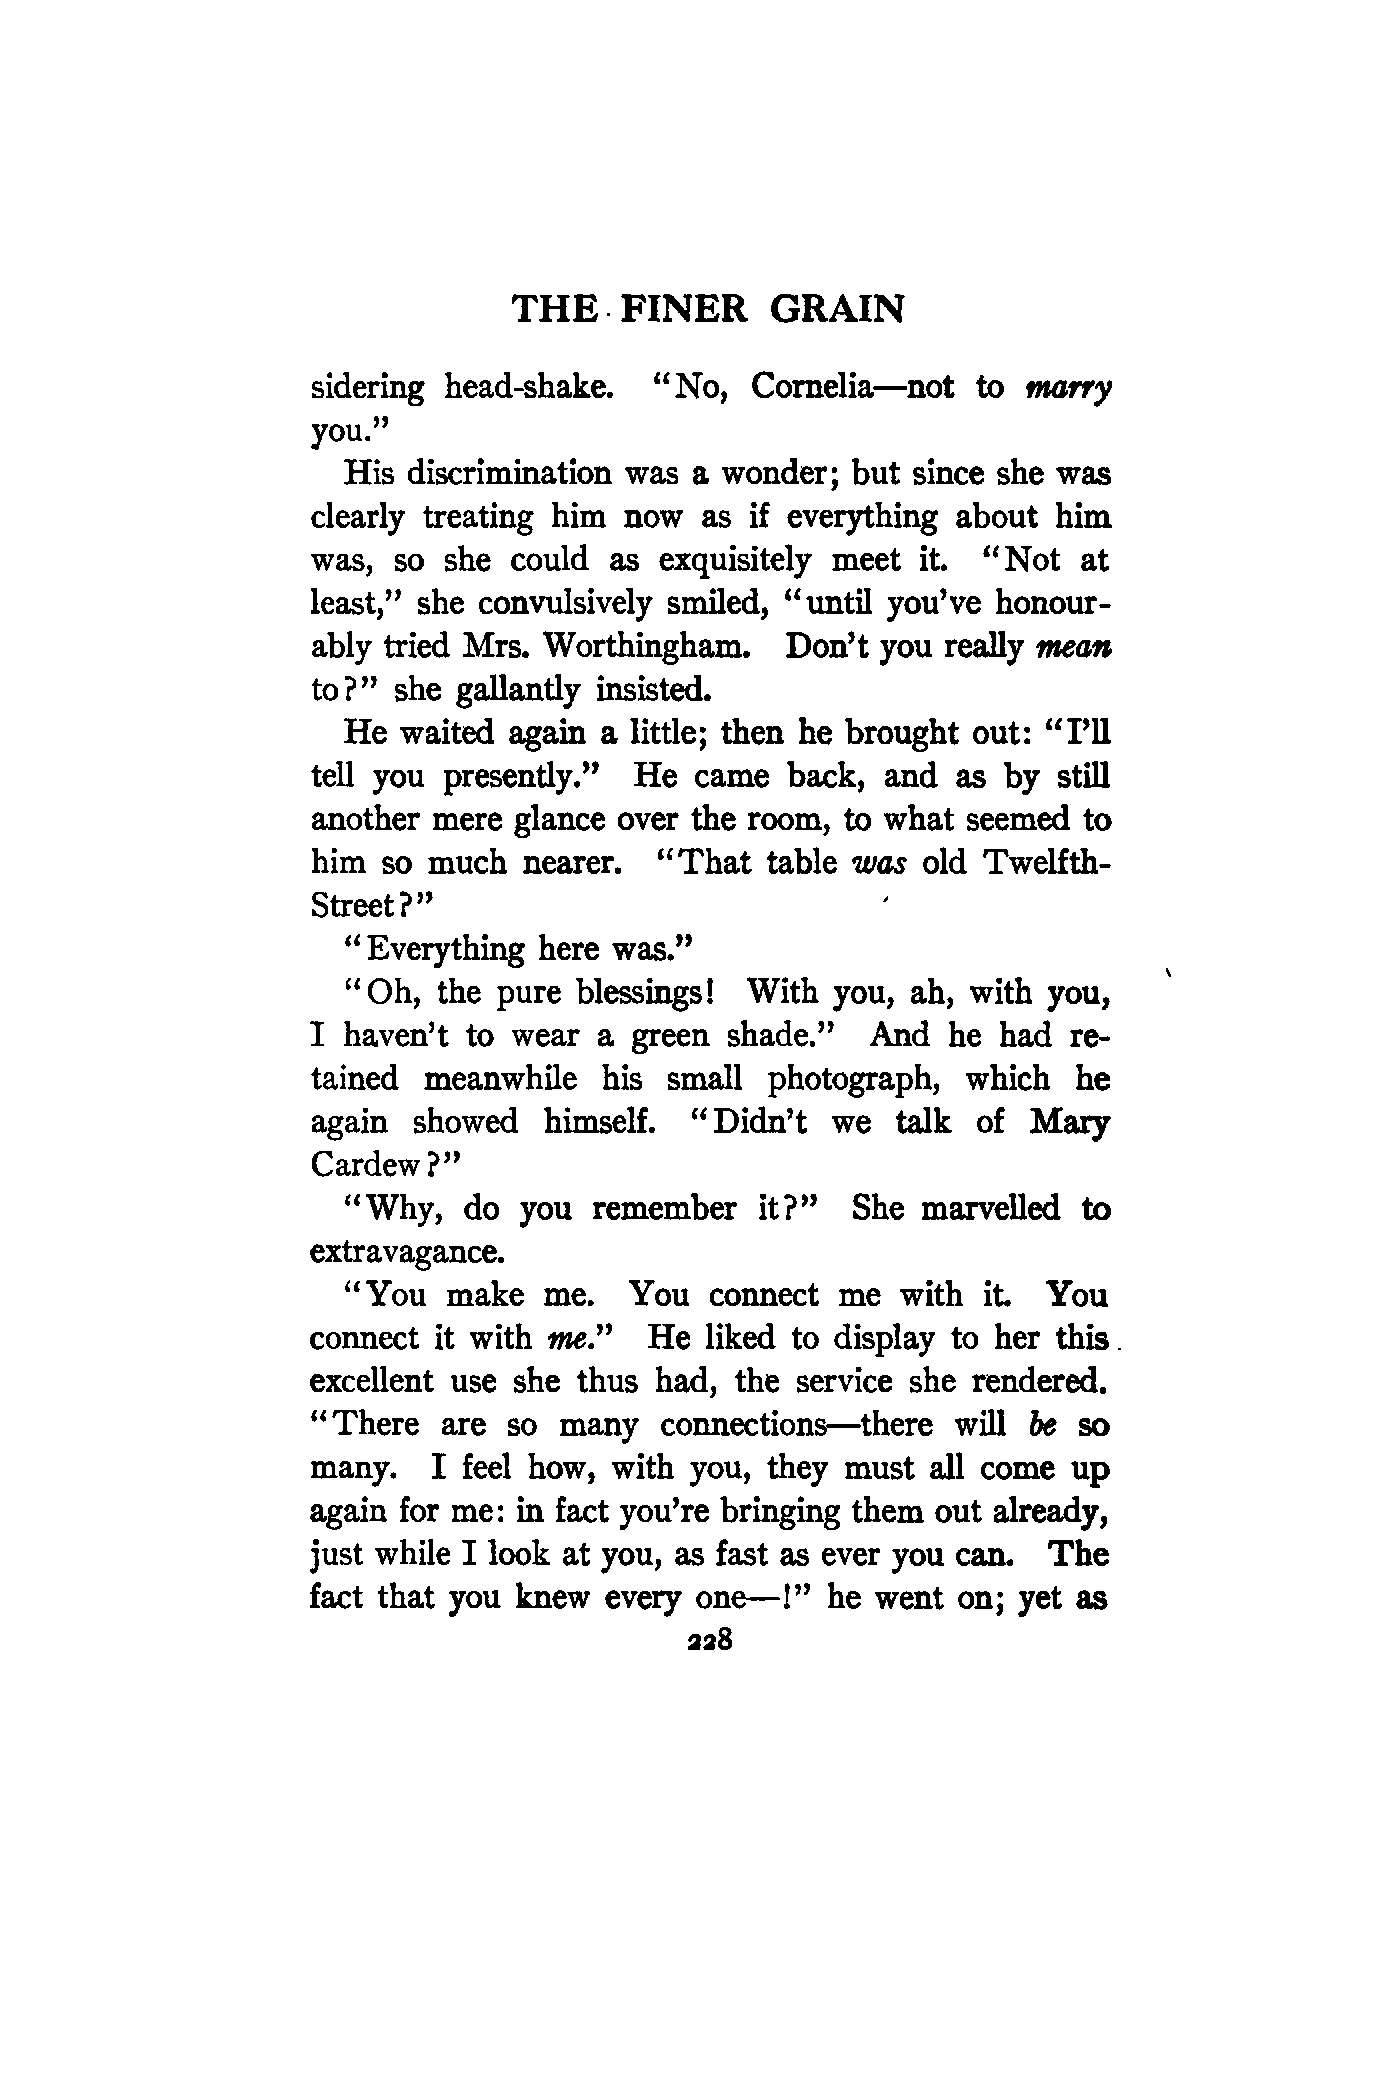 THE FINER GRAIN
sidering head-shake. “No, Cornelia—not to marry
you.”
His discrimination was a wonder; but since she was
clearly treating him now as if everything about him
was, so she could as exquisitely meet it. “Not at
least,” she convulsively smiled, “until you’ve honour-
ably tried Mrs. Worthingham. Don’t you really mean
to?” she gallantly insisted.
He waited again a little; then he brought out: “I’ll
tell you presently.” He came back, and as by still
another mere glance over the room, to what seemed to
him so much nearer. “That table was old Twelfth-
Street?”
“Everything here was.”
“Oh, the pure blessings! With you, ah, with you,
I haven’t to wear a green shade.” And he had re-
tained meanwhile his small photograph, which he
again showed himself. “Didn’t we talk of Mary
Cardew?”
“Why, do you remember it?” She marvelled to
extravagance.
“You make me. You connect me with it. You
connect it with me.” He liked to display to her this
excellent use she thus had, the service she rendered.
“There are so many connections—there will be so
many. I feel how, with you, they must all come up
again for me: in fact you’re bringing them out already,
just while I look at you, as fast as ever you can. The
fact that you knew every one—!” he went on; yet as
228